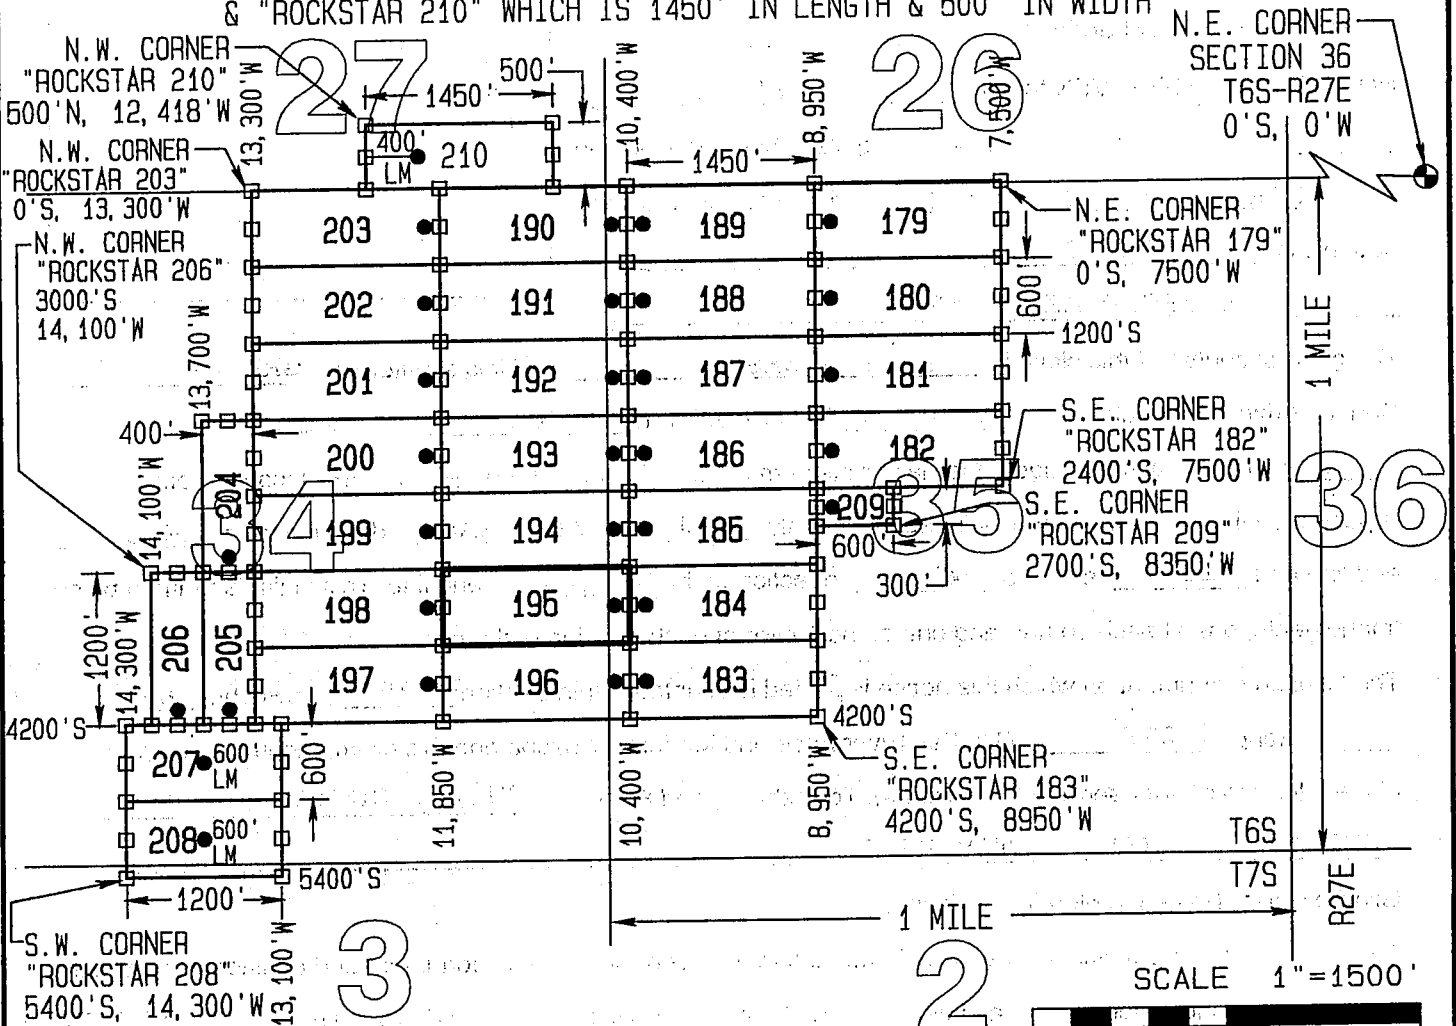 & "ROCKSTAR 210" WHICH IS 1450' IN LENGTH & 500' IN WIDTH
N.W. CORNER
"ROCKSTAR 210"
500'N, 12,418'W
N.W. CORNER
"ROCKSTAR 203"
0'S, 13,300'W
N.W. CORNER
"ROCKSTAR 206"
3000'S
14,100'W
27
26
N.E. CORNER
SECTION 36
T6S-R27E
0'S, 0'W
13,300'W.
500'
1450'
10,400'W.
8,950'W.
7,500'W
400'
LM
210
1450'
203
190
189
179
N.E. CORNER
"ROCKSTAR 179"
0'S, 7500'W
202
191
188
180
600'
1200'S
1 MILE
13,700'W.
201
192
187
181
400'
200
193
186
182
S.E. CORNER
"ROCKSTAR 182"
2400'S, 7500'W
14,100'W.
204
34
199
194
185
209
35
36
600'
300'
S.E. CORNER
"ROCKSTAR 209"
2700'S, 8350'W
198
195
184
1200'
14,300'W.
206
205
197
196
183
4200'S
4200'S
S.E. CORNER
"ROCKSTAR 183"
4200'S, 8950'W
207
600'
LM
600'
11,850'W.
10,400'W.
8,950'W.
208
600'
LM
T6S
T7S
R27E
5400'S
1200'
1 MILE
S.W. CORNER
"ROCKSTAR 208"
5400'S, 14,300'W
13,100'W.
3
2
SCALE 1"=1500'